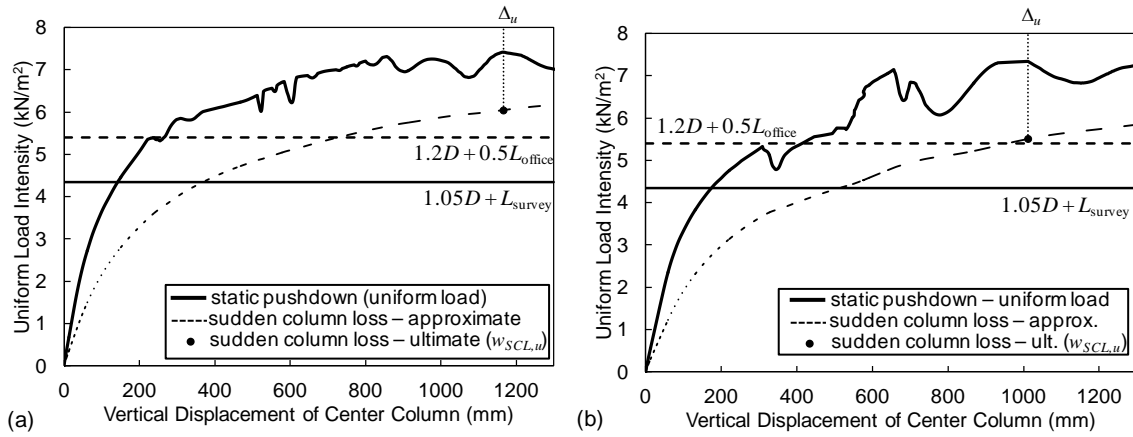 Δu
8
7
6
5
4
3
2
1
0
Uniform Load Intensity (kN/m²)
1.2D + 0.5Loffice
1.05D + Lsurvey
static pushdown (uniform load)
sudden column loss – approximate
sudden column loss – ultimate (wSCL,u)
0 200 400 600 800 1000 1200
Vertical Displacement of Center Column (mm)
(a)
Δu
8
7
6
5
4
3
2
1
0
Uniform Load Intensity (kN/m²)
1.2D + 0.5Loffice
1.05D + Lsurvey
static pushdown – uniform load
sudden column loss – approx.
sudden column loss – ult. (wSCL,u)
0 200 400 600 800 1000 1200
Vertical Displacement of Center Column (mm)
(b)